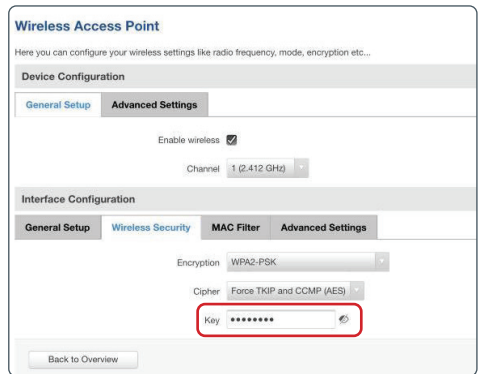 Wireless Access Point
Here you can configure your wireless settings like radio frequency, mode, encryption etc...
Device Configuration
General Setup Advanced Settings
Enable wireless
Channel 1 (2.412 GHz)
Interface Configuration
General Setup Wireless Security MAC Filter Advanced Settings
Encryption WPA2-PSK
Cipher Force TKIP and CCMP (AES)
Key ••••••••
Back to Overview